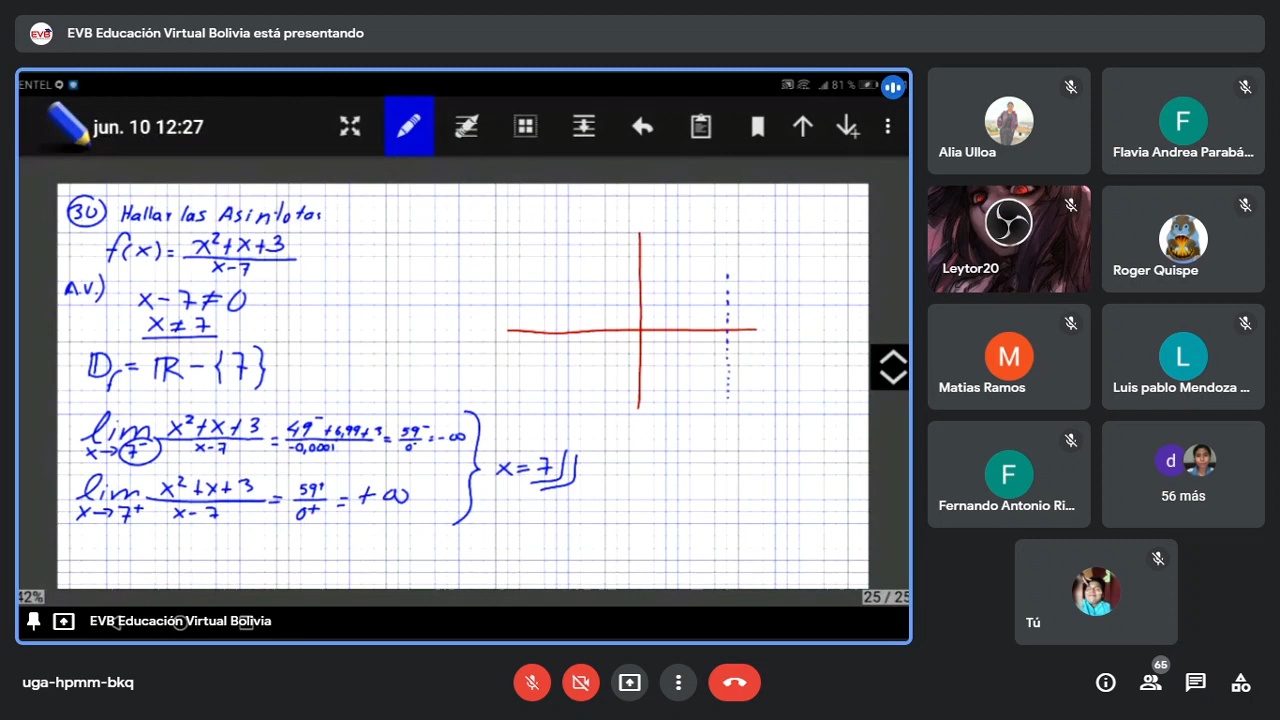 EVB Educación Virtual Bolivia está presentando
ENTEL
81 %
jun. 10 12:27
30 Hallar las Asintotas
f(x) = x²+x+3 / x-7
A.V.)
x - 7 ≠ 0
x ≠ 7
Df = ℝ - {7}
lim x→7⁻ x²+x+3 / x-7 = 49⁻+6,99+3 / -0,0001 = 59⁻ / 0⁻ = -∞
lim x→7⁺ x²+x+3 / x-7 = 59⁺ / 0⁺ = +∞
x = 7
42%
25 / 25
EVB Educación Virtual Bolivia
Alia Ulloa
F
Flavia Andrea Parabá...
Leytor20
Roger Quispe
M
Matias Ramos
L
Luis pablo Mendoza ...
F
Fernando Antonio Ri...
d
56 más
Tú
uga-hpmm-bkq
65